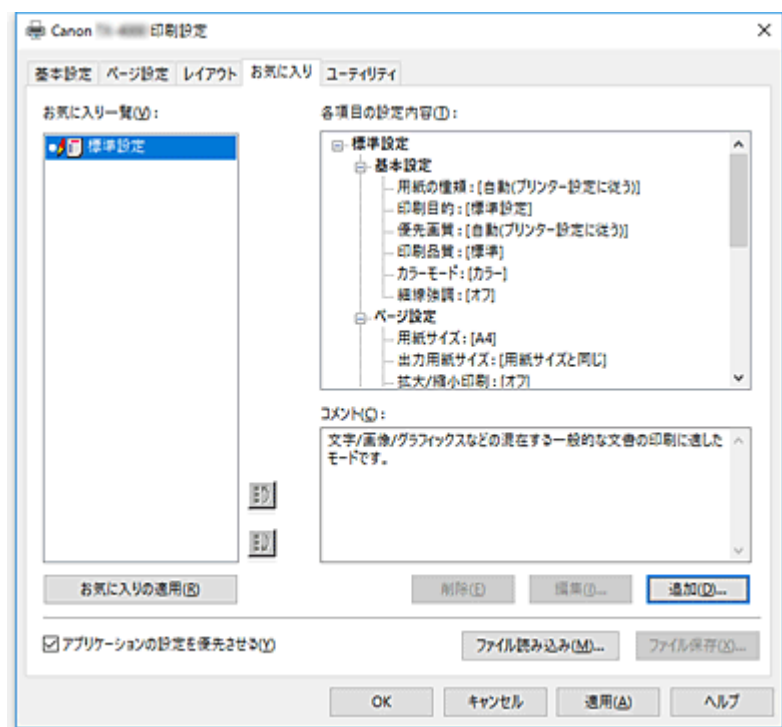 Canon 印刷設定
基本設定 ページ設定 レイアウト お気に入り ユーティリティ
お気に入り一覧(V):
標準設定
各項目の設定内容(T):
標準設定
基本設定
用紙の種類:[自動(プリンター設定に従う)]
印刷目的:[標準設定]
優先画質:[自動(プリンター設定に従う)]
印刷品質:[標準]
カラーモード:[カラー]
細線強調:[オフ]
ページ設定
用紙サイズ:[A4]
出力用紙サイズ:[用紙サイズと同じ]
拡大/縮小印刷:[オフ]
コメント(C):
文字/画像/グラフィックスなどの混在する一般的な文書の印刷に適した
モードです。
お気に入りの適用(R)
削除(E) 編集(I)... 追加(D)...
アプリケーションの設定を優先させる(Y)
ファイル読み込み(M)... ファイル保存(X)...
OK キャンセル 適用(A) ヘルプ